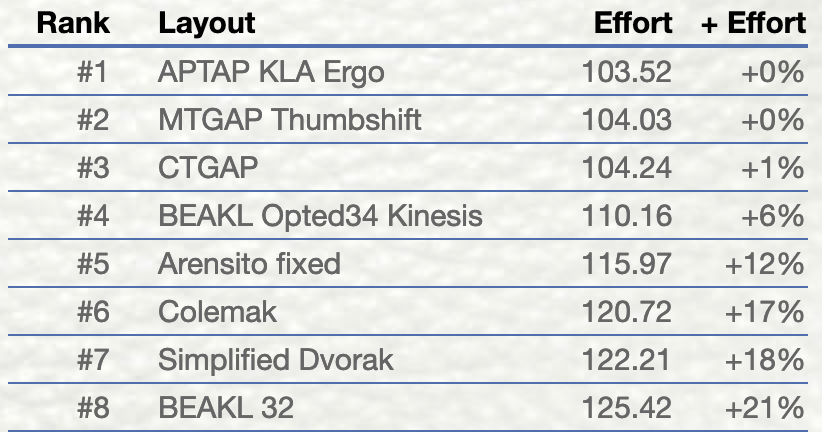 Rank Layout Effort + Effort
#1 APTAP KLA Ergo 103.52 +0%
#2 MTGAP Thumbshift 104.03 +0%
#3 CTGAP 104.24 +1%
#4 BEAKL Opted34 Kinesis 110.16 +6%
#5 Arensito fixed 115.97 +12%
#6 Colemak 120.72 +17%
#7 Simplified Dvorak 122.21 +18%
#8 BEAKL 32 125.42 +21%